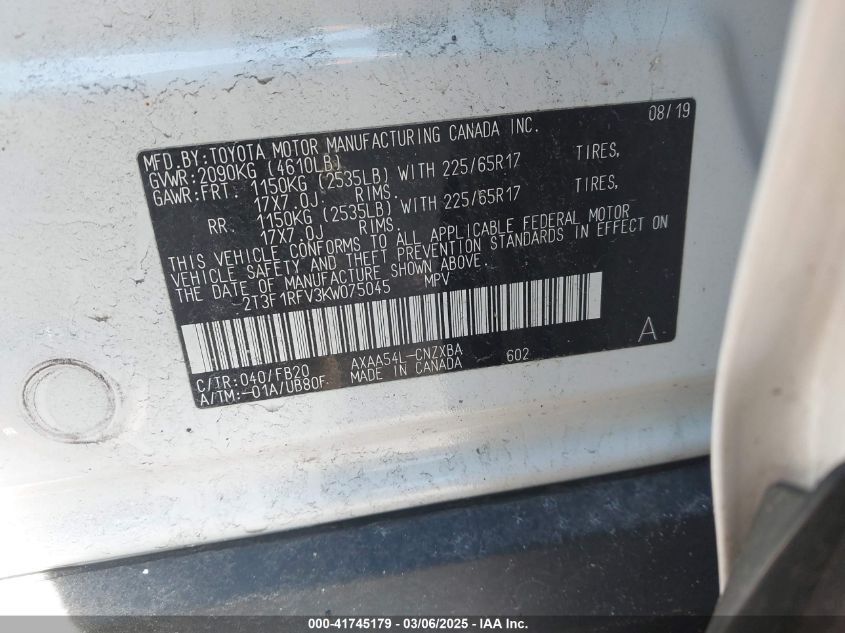 08/19
MFD.BY:TOYOTA MOTOR MANUFACTURING CANADA INC.
GVWR:2090KG (4610LB)
GAWR:FRT. 1150KG (2535LB) WITH 225/65R17 TIRES,
17X7.0J RIMS.
RR. 1150KG (2535LB) WITH 225/65R17 TIRES,
17X7.0J RIMS.
THIS VEHICLE CONFORMS TO ALL APPLICABLE FEDERAL MOTOR
VEHICLE SAFETY AND THEFT PREVENTION STANDARDS IN EFFECT ON
THE DATE OF MANUFACTURE SHOWN ABOVE.
2T3F1RFV3KW075045 MPV
A
C/TR:040/FB20 AXAA54L-CNZXBA 602
A/TM:-01A/UB80F MADE IN CANADA
000-41745179 - 03/06/2025 - IAA Inc.